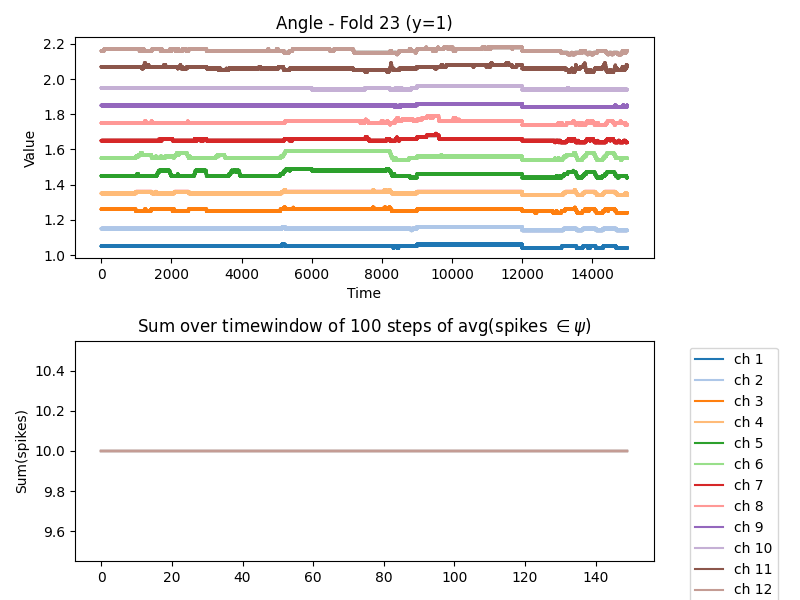 Angle - Fold 23 (y=1)
Value
2.2
2.0
1.8
1.6
1.4
1.2
1.0
0 2000 4000 6000 8000 10000 12000 14000
Time
Sum over timewindow of 100 steps of avg(spikes ∈ ψ)
Sum(spikes)
10.4
10.2
10.0
9.8
9.6
0 20 40 60 80 100 120 140
ch 1
ch 2
ch 3
ch 4
ch 5
ch 6
ch 7
ch 8
ch 9
ch 10
ch 11
ch 12